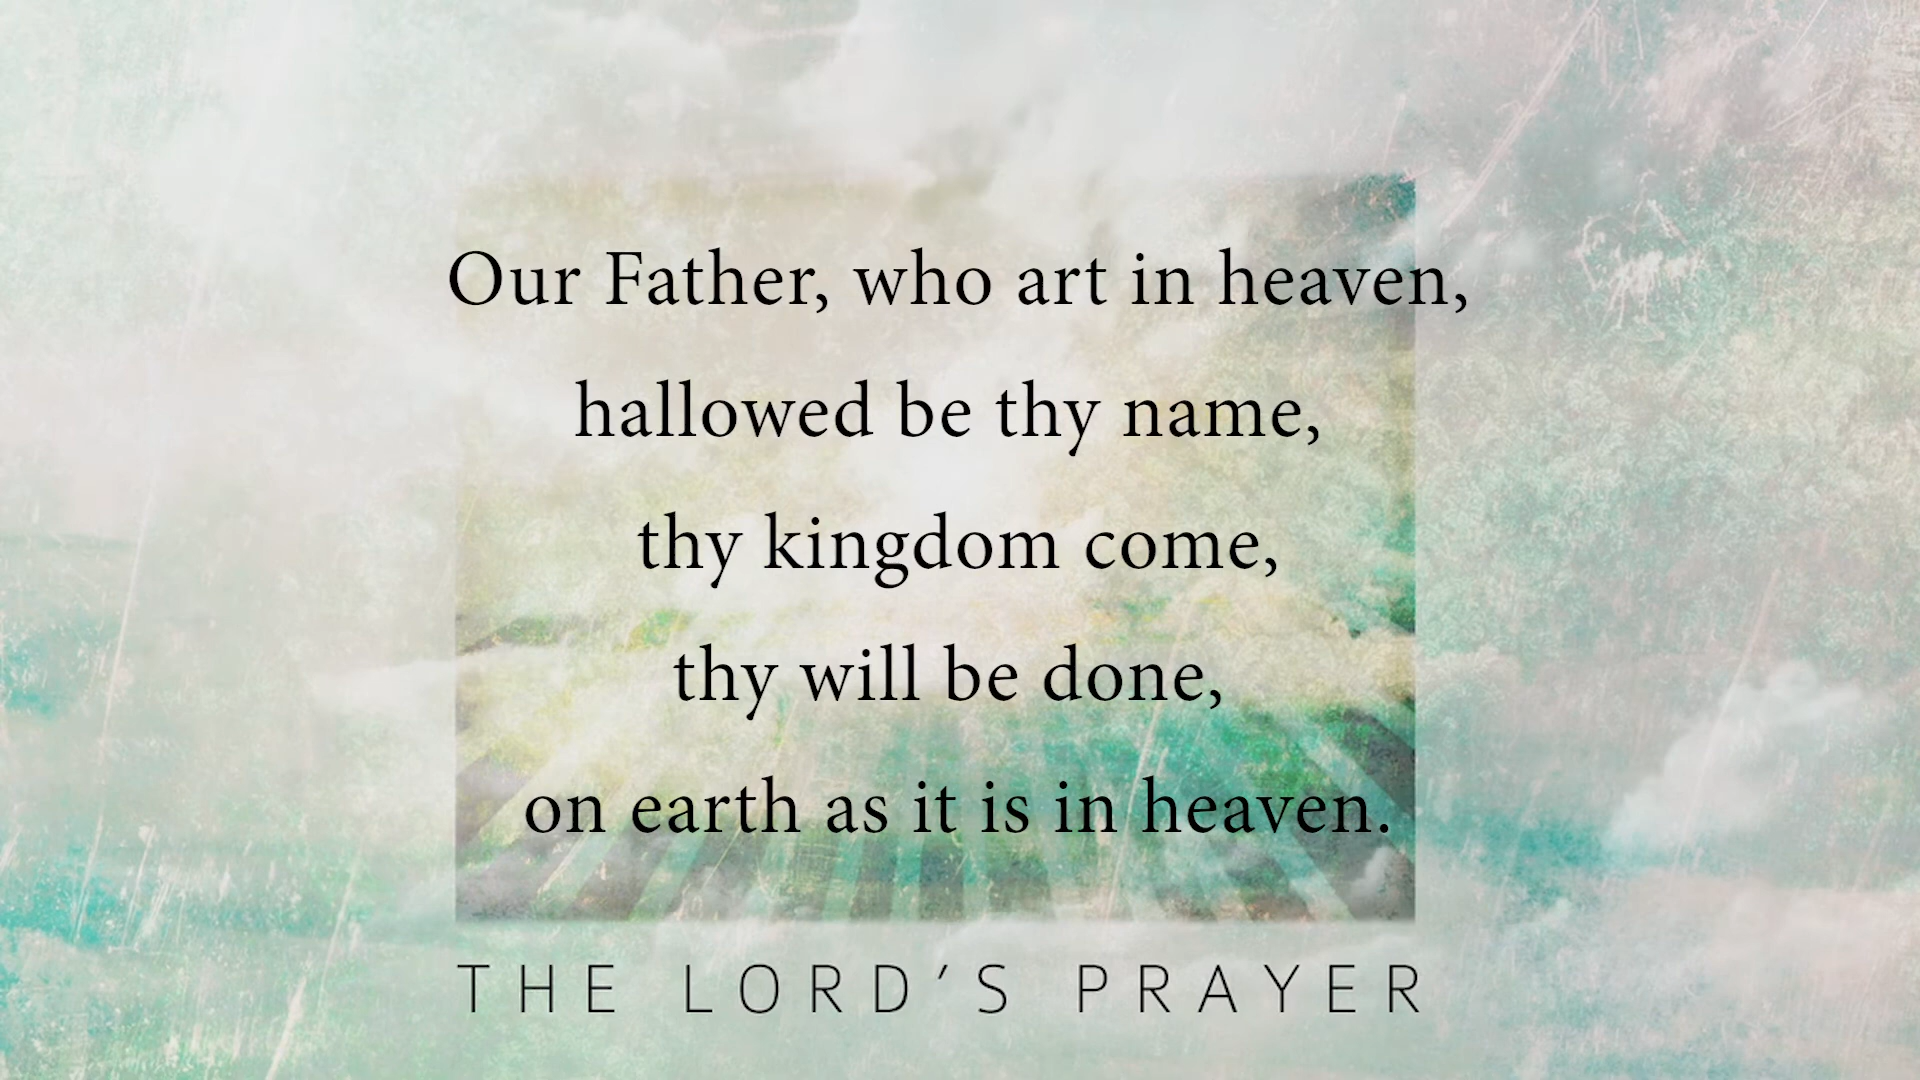 Our Father, who art in heaven,
hallowed be thy name,
thy kingdom come,
thy will be done,
on earth as it is in heaven.
THE LORD’S PRAYER